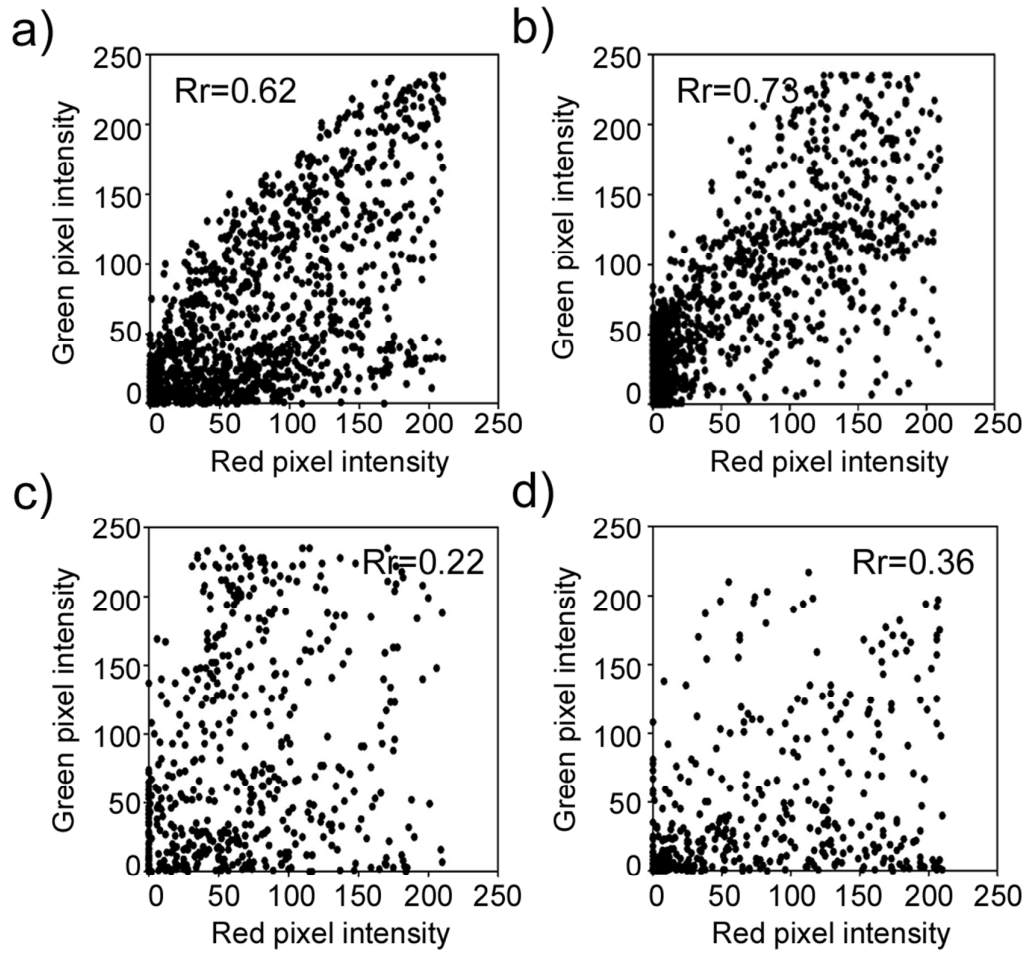 a)
Rr=0.62
Green pixel intensity
250
200
150
100
50
0
0 50 100 150 200 250
Red pixel intensity
b)
Rr=0.73
Green pixel intensity
250
200
150
100
50
0
0 50 100 150 200 250
Red pixel intensity
c)
Rr=0.22
Green pixel intensity
250
200
150
100
50
0
0 50 100 150 200 250
Red pixel intensity
d)
Rr=0.36
Green pixel intensity
250
200
150
100
50
0
0 50 100 150 200 250
Red pixel intensity